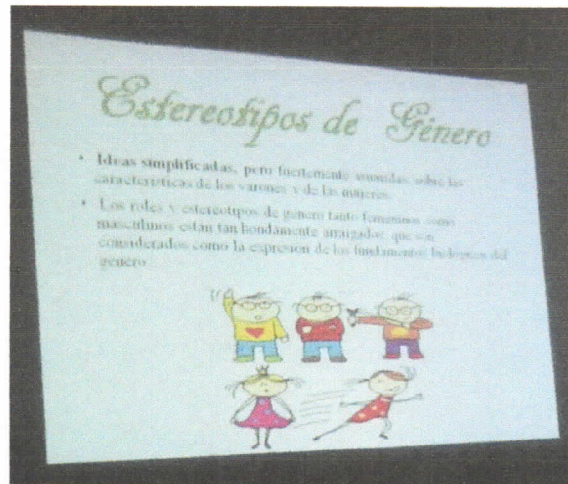 Estereotipos de Género
• Ideas simplificadas, pero fuertemente asumidas, sobre las
características de los varones y de las mujeres.
• Los roles y estereotipos de genero tanto femeninos como
masculinos están tan hondamente arraigados, que son
considerados como la expresión de los fundamentos biológicos del
genero